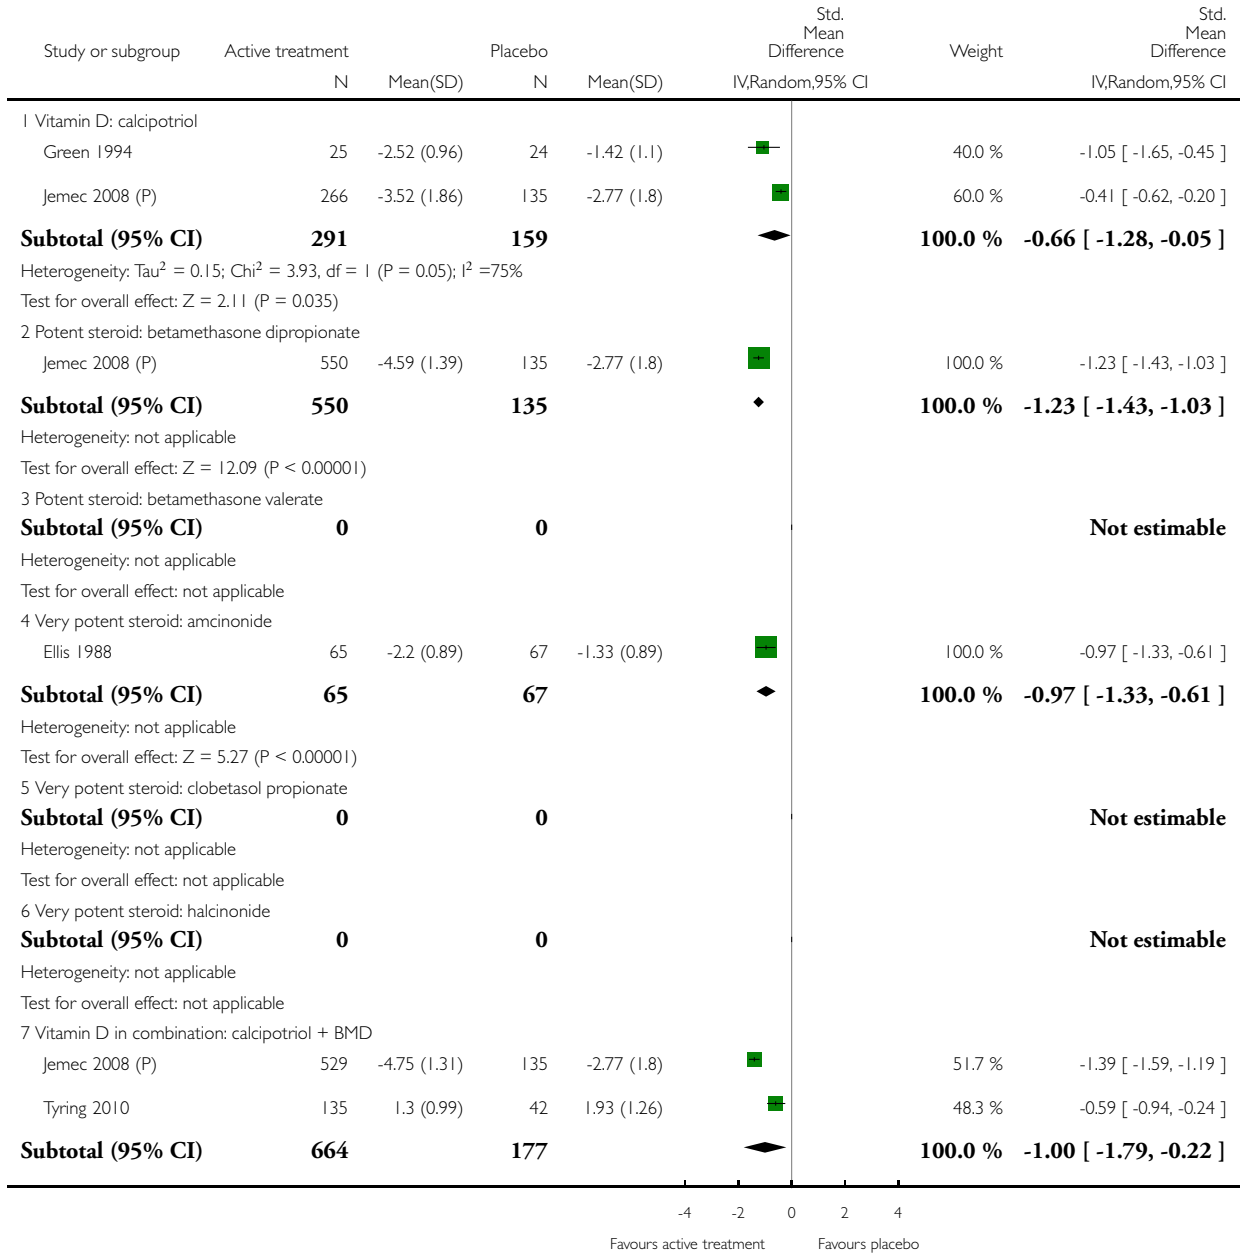 Std. Mean Difference Std. Mean Difference
Study or subgroup Active treatment Placebo Weight
N Mean(SD) N Mean(SD) IV,Random,95% CI IV,Random,95% CI
1 Vitamin D: calcipotriol
Green 1994 25 -2.52 (0.96) 24 -1.42 (1.1) 40.0 % -1.05 [ -1.65, -0.45 ]
Jemec 2008 (P) 266 -3.52 (1.86) 135 -2.77 (1.8) 60.0 % -0.41 [ -0.62, -0.20 ]
Subtotal (95% CI) 291 159 100.0 % -0.66 [ -1.28, -0.05 ]
Heterogeneity: Tau² = 0.15; Chi² = 3.93, df = 1 (P = 0.05); I² =75%
Test for overall effect: Z = 2.11 (P = 0.035)
2 Potent steroid: betamethasone dipropionate
Jemec 2008 (P) 550 -4.59 (1.39) 135 -2.77 (1.8) 100.0 % -1.23 [ -1.43, -1.03 ]
Subtotal (95% CI) 550 135 100.0 % -1.23 [ -1.43, -1.03 ]
Heterogeneity: not applicable
Test for overall effect: Z = 12.09 (P < 0.00001)
3 Potent steroid: betamethasone valerate
Subtotal (95% CI) 0 0 Not estimable
Heterogeneity: not applicable
Test for overall effect: not applicable
4 Very potent steroid: amcinonide
Ellis 1988 65 -2.2 (0.89) 67 -1.33 (0.89) 100.0 % -0.97 [ -1.33, -0.61 ]
Subtotal (95% CI) 65 67 100.0 % -0.97 [ -1.33, -0.61 ]
Heterogeneity: not applicable
Test for overall effect: Z = 5.27 (P < 0.00001)
5 Very potent steroid: clobetasol propionate
Subtotal (95% CI) 0 0 Not estimable
Heterogeneity: not applicable
Test for overall effect: not applicable
6 Very potent steroid: halcinonide
Subtotal (95% CI) 0 0 Not estimable
Heterogeneity: not applicable
Test for overall effect: not applicable
7 Vitamin D in combination: calcipotriol + BMD
Jemec 2008 (P) 529 -4.75 (1.31) 135 -2.77 (1.8) 51.7 % -1.39 [ -1.59, -1.19 ]
Tyring 2010 135 1.3 (0.99) 42 1.93 (1.26) 48.3 % -0.59 [ -0.94, -0.24 ]
Subtotal (95% CI) 664 177 100.0 % -1.00 [ -1.79, -0.22 ]
-4 -2 0 2 4
Favours active treatment Favours placebo